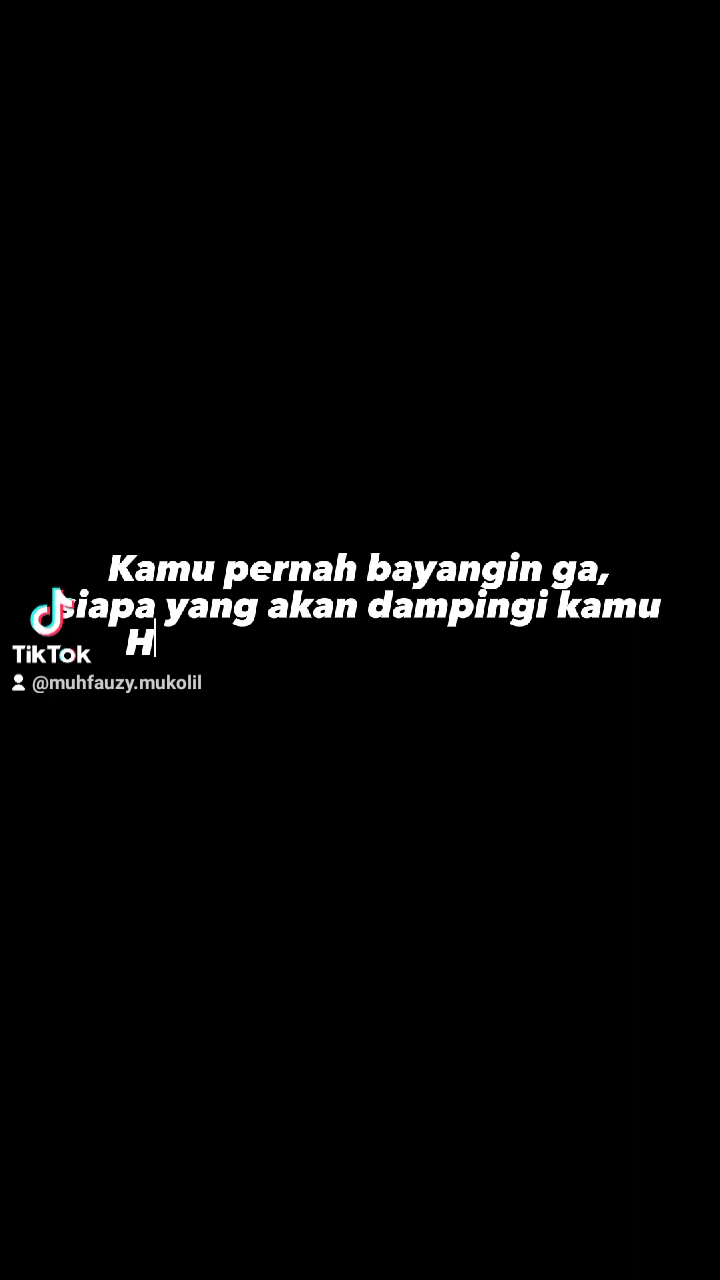 Kamu pernah bayangin ga,
siapa yang akan dampingi kamu
H
TikTok
@muhfauzy.mukolil